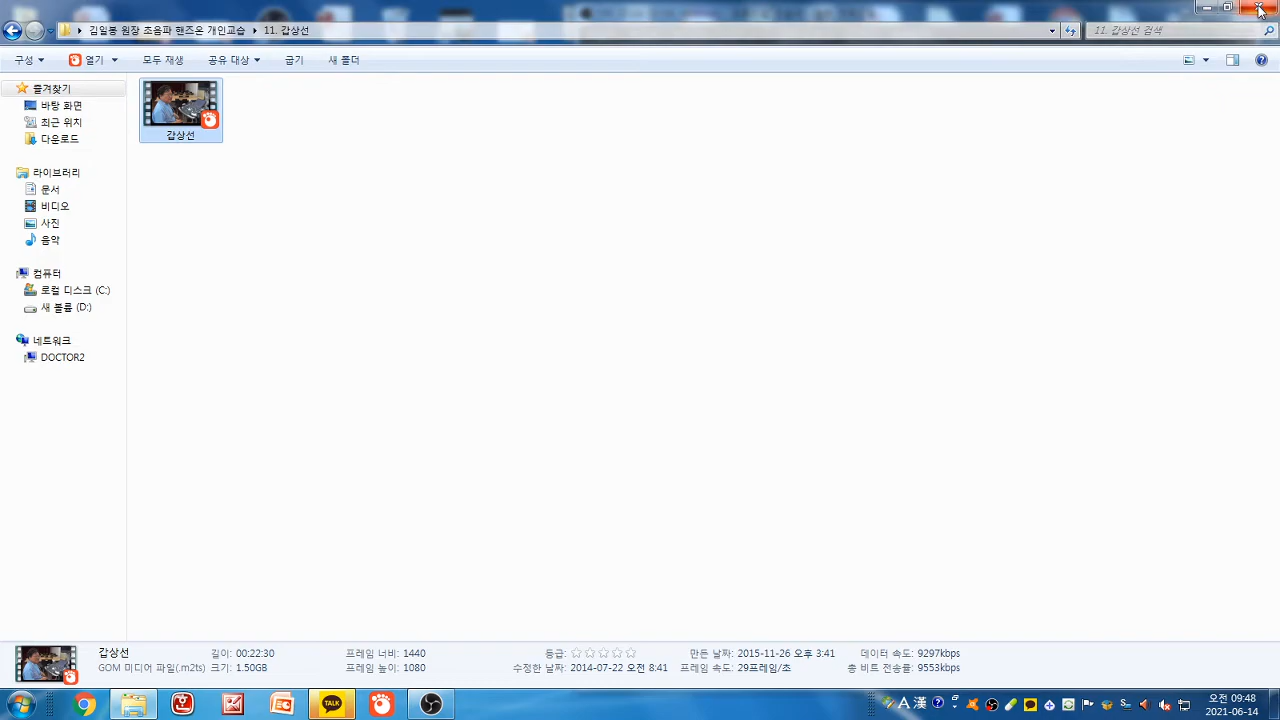 김일봉 원장 초음파 핸즈온 개인교습 ▸ 11. 갑상선
11. 갑상선 검색
구성 열기 모두 재생 공유 대상 굽기 새 폴더
즐겨찾기
바탕 화면
최근 위치
다운로드
라이브러리
문서
비디오
사진
음악
컴퓨터
로컬 디스크 (C:)
새 볼륨 (D:)
네트워크
DOCTOR2
갑상선
갑상선 길이: 00:22:30 프레임 너비: 1440 등급: 만든 날짜: 2015-11-26 오후 3:41 데이터 속도: 9297kbps
GOM 미디어 파일(.m2ts) 크기: 1.50GB 프레임 높이: 1080 수정한 날짜: 2014-07-22 오전 8:41 프레임 속도: 29프레임/초 총 비트 전송률: 9553kbps
TALK
A 漢
오전 09:48
2021-06-14